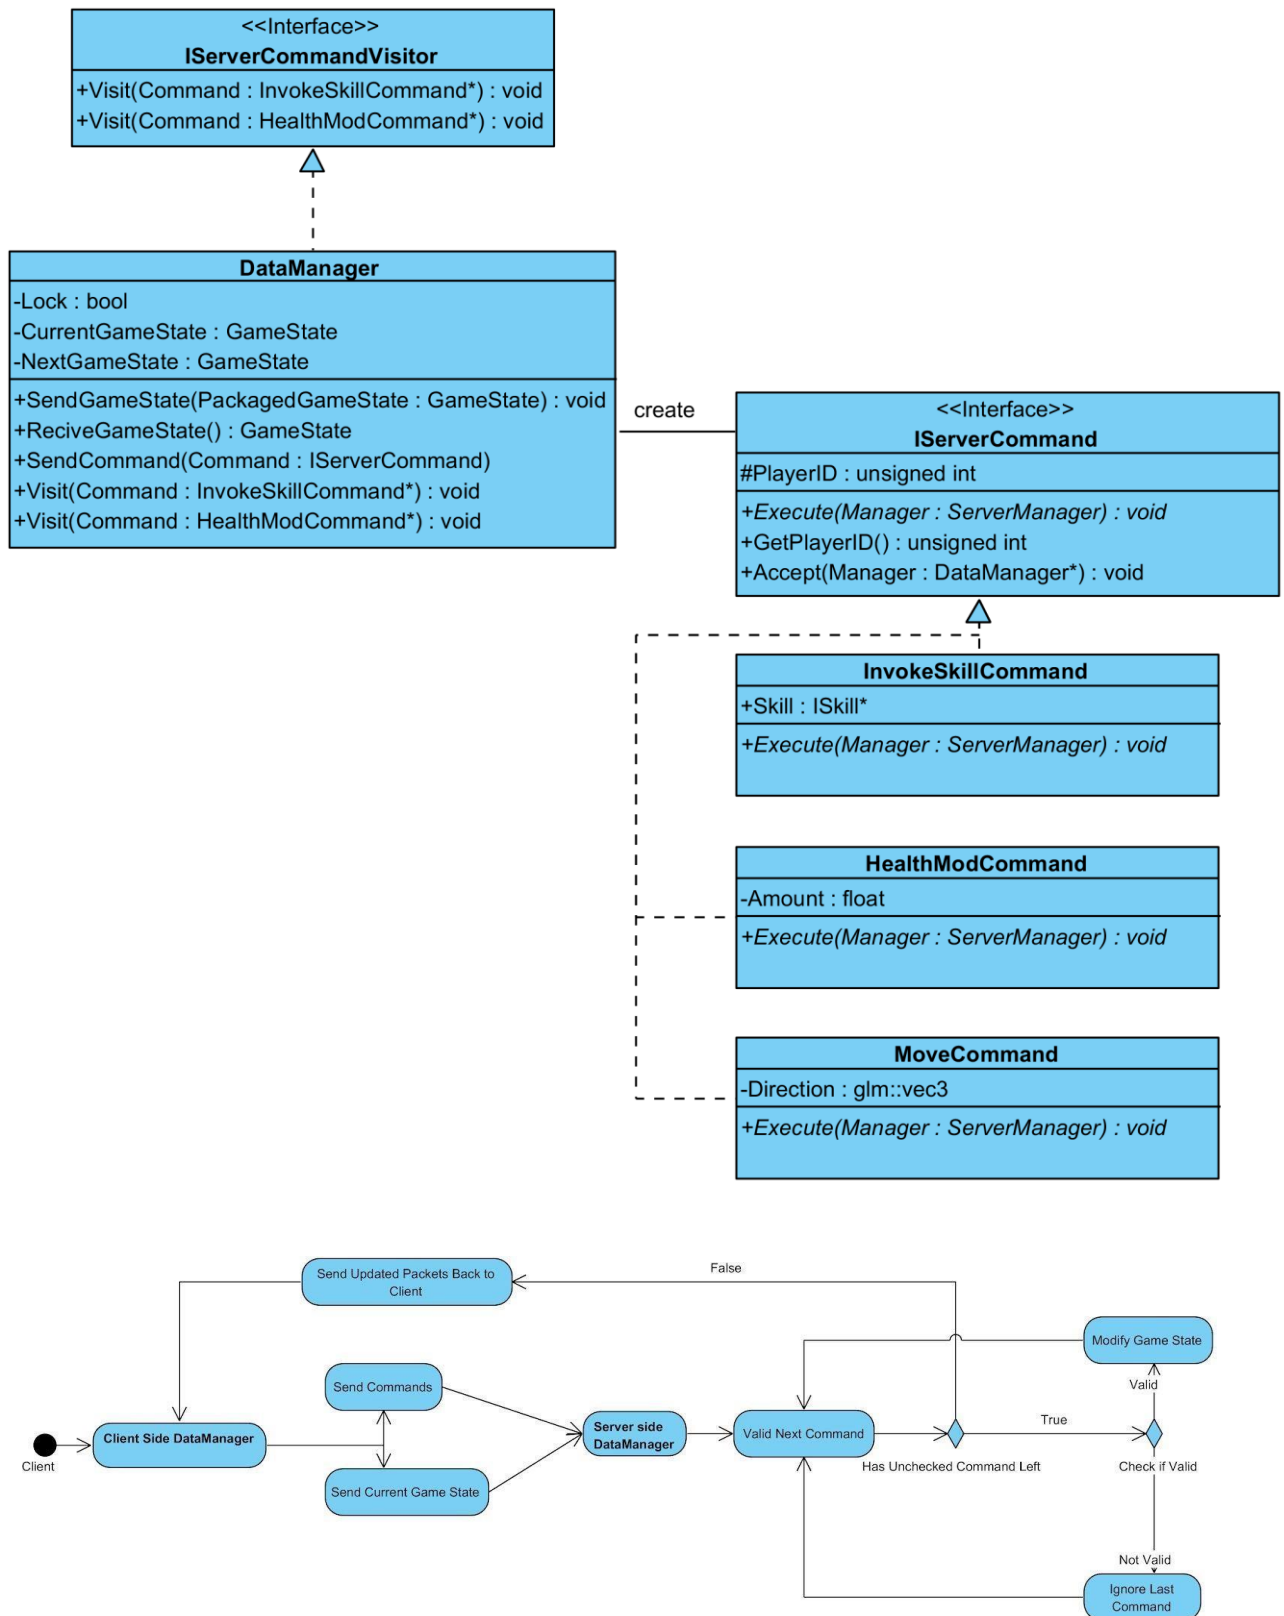 <<Interface>>
IServerCommandVisitor
+Visit(Command : InvokeSkillCommand*) : void
+Visit(Command : HealthModCommand*) : void
DataManager
-Lock : bool
-CurrentGameState : GameState
-NextGameState : GameState
+SendGameState(PackagedGameState : GameState) : void
+ReciveGameState() : GameState
+SendCommand(Command : IServerCommand)
+Visit(Command : InvokeSkillCommand*) : void
+Visit(Command : HealthModCommand*) : void
create
<<Interface>>
IServerCommand
#PlayerID : unsigned int
+Execute(Manager : ServerManager) : void
+GetPlayerID() : unsigned int
+Accept(Manager : DataManager*) : void
InvokeSkillCommand
+Skill : ISkill*
+Execute(Manager : ServerManager) : void
HealthModCommand
-Amount : float
+Execute(Manager : ServerManager) : void
MoveCommand
-Direction : glm::vec3
+Execute(Manager : ServerManager) : void
Send Updated Packets Back to
Client
False
Modify Game State
Send Commands
Valid
Client Side DataManager
Server side
DataManager
Valid Next Command
True
Client
Has Unchecked Command Left
Check if Valid
Send Current Game State
Not Valid
Ignore Last
Command